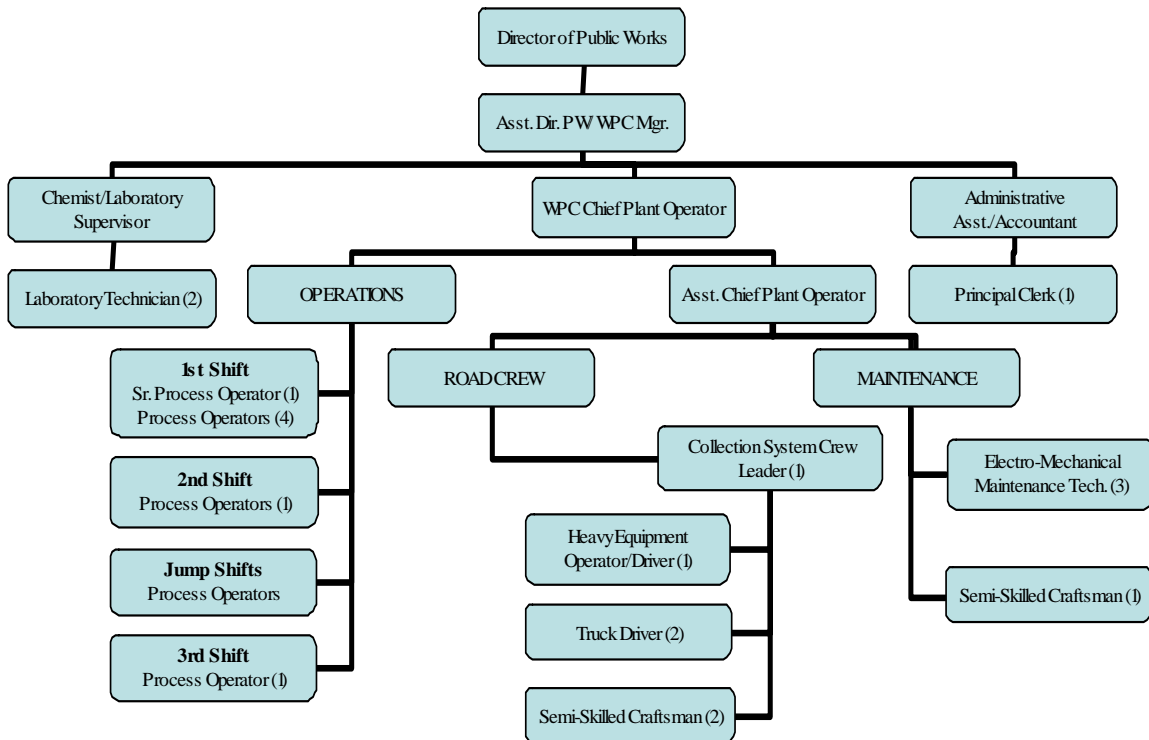 Director of Public Works
Asst. Dir. PW/ WPC Mgr.
Chemist/Laboratory
Supervisor
WPC Chief Plant Operator
Administrative
Asst./Accountant
Laboratory Technician (2)
OPERATIONS
Asst. Chief Plant Operator
Principal Clerk (1)
1st Shift
Sr. Process Operator (1)
Process Operators (4)
ROAD CREW
MAINTENANCE
Collection System Crew
Leader (1)
Electro-Mechanical
Maintenance Tech. (3)
2nd Shift
Process Operators (1)
Heavy Equipment
Operator/Driver (1)
Jump Shifts
Process Operators
Semi-Skilled Craftsman (1)
Truck Driver (2)
3rd Shift
Process Operator (1)
Semi-Skilled Craftsman (2)